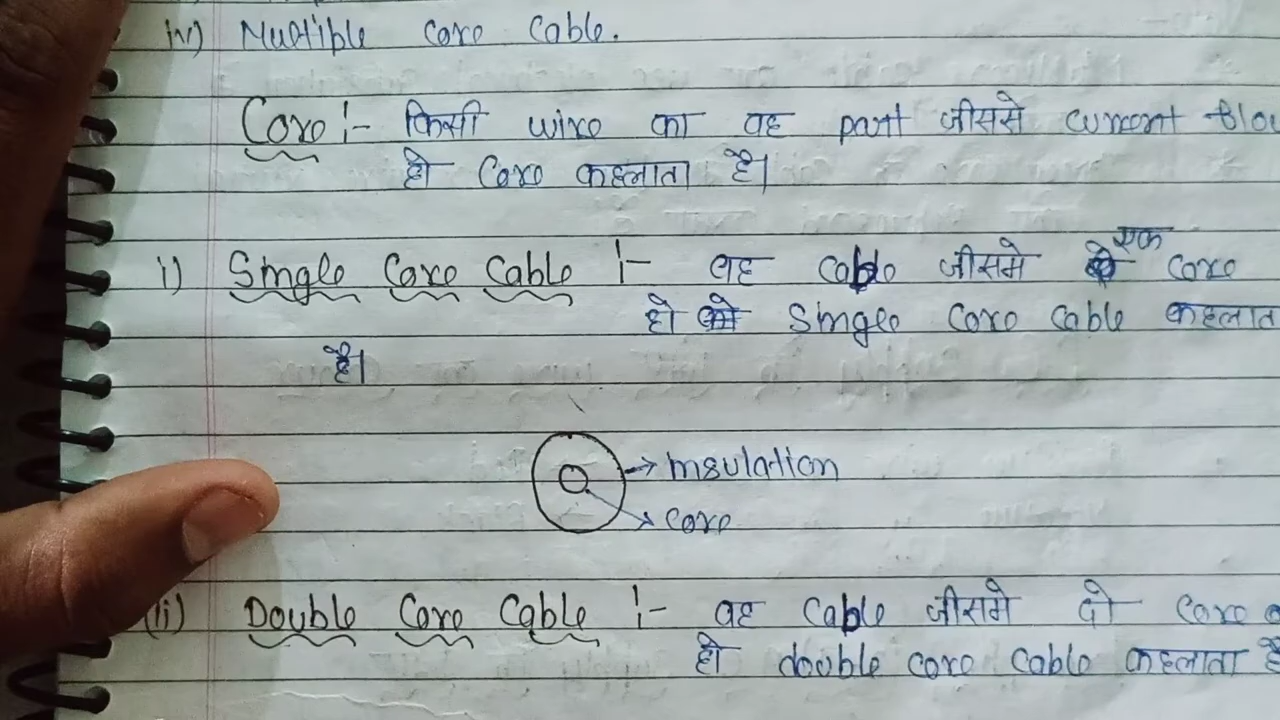 iv) Multible core cable.
Core :- किसी wire का वह part जीससे current flow
हो core कहलाता है।
i) Single Core Cable :- वह cable जीसमे एक core
हो single core cable कहलात
है।
insulation
core
(ii) Double Core Cable :- वह cable जीसमे दो core
हो double core cable कहलाता है